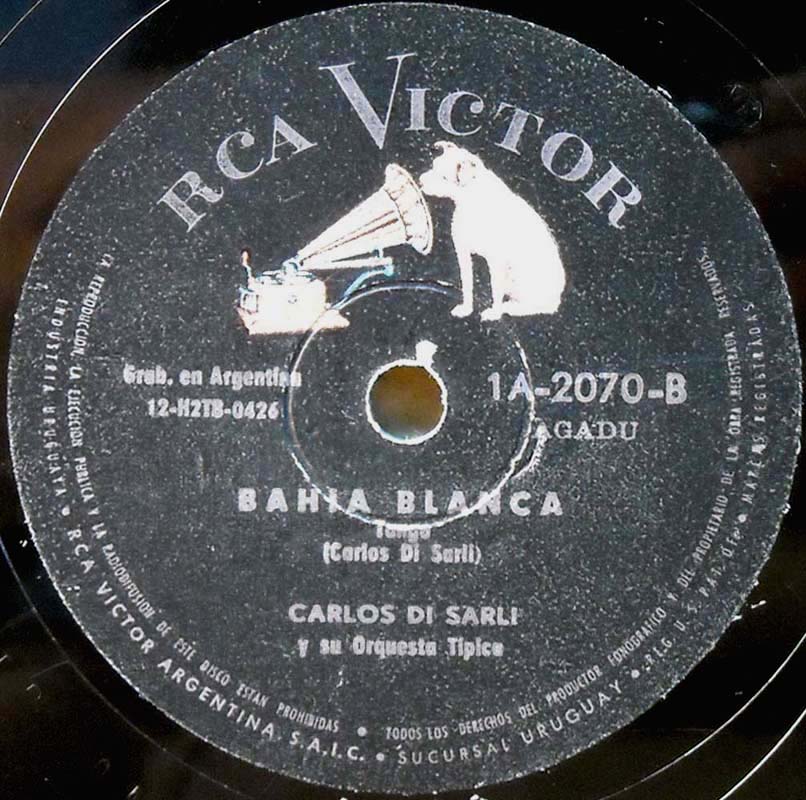 RCA VICTOR
Grab. en Argentina
12-H2TB-0426
1A-2070-B
AGADU
BAHIA BLANCA
Tango
(Carlos Di Sarli)
CARLOS DI SARLI
y su Orquesta Tipica
LA REPRODUCCION, LA EJECUCION PUBLICA Y LA RADIODIFUSION DE ESTE DISCO ESTAN PROHIBIDAS • TODOS LOS DERECHOS DEL PRODUCTOR FONOGRAFICO Y DEL PROPIETARIO DE LA OBRA REGISTRADA RESERVADOS.
INDUSTRIA URUGUAYA • RCA VICTOR ARGENTINA, S.A.I.C. • SUCURSAL URUGUAY • REG. U. S. PAT. Of. • MARCAS REGISTRADAS